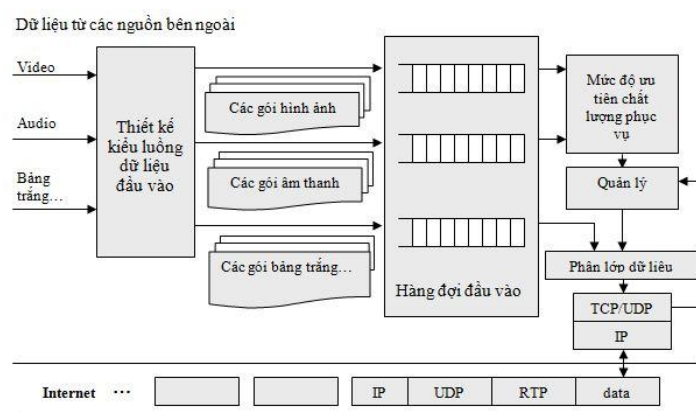 Dữ liệu từ các nguồn bên ngoài
Video
Audio
Bảng
trắng...
Thiết kế
kiểu luồng
dữ liệu
đầu vào
Các gói hình ảnh
Các gói âm thanh
Các gói bảng trắng...
Hàng đợi đầu vào
Mức độ ưu
tiên chất
lượng phục
vụ
Quản lý
Phân lớp dữ liêu
TCP/UDP
IP
Internet ...
IP
UDP
RTP
data